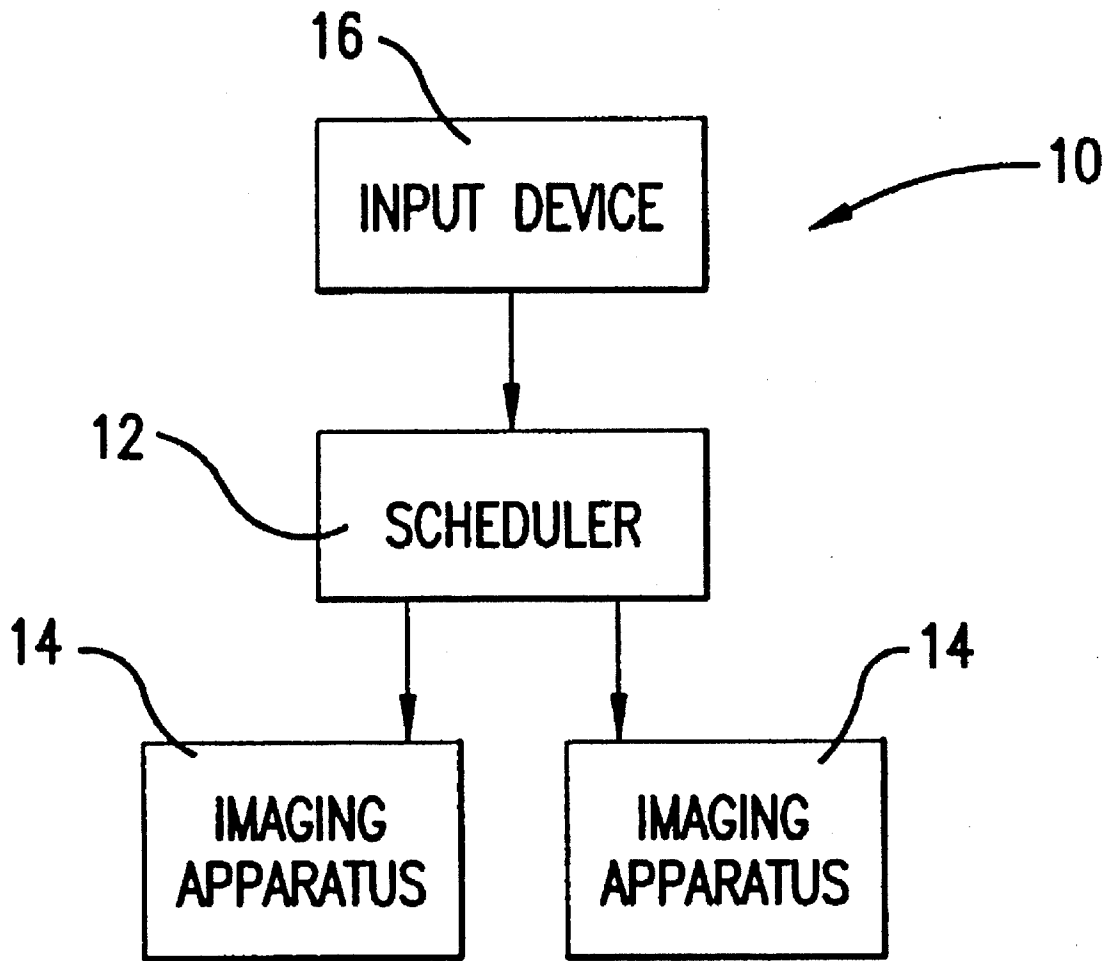 16
INPUT DEVICE
10
12
SCHEDULER
14
14
IMAGING
APPARATUS
IMAGING
APPARATUS